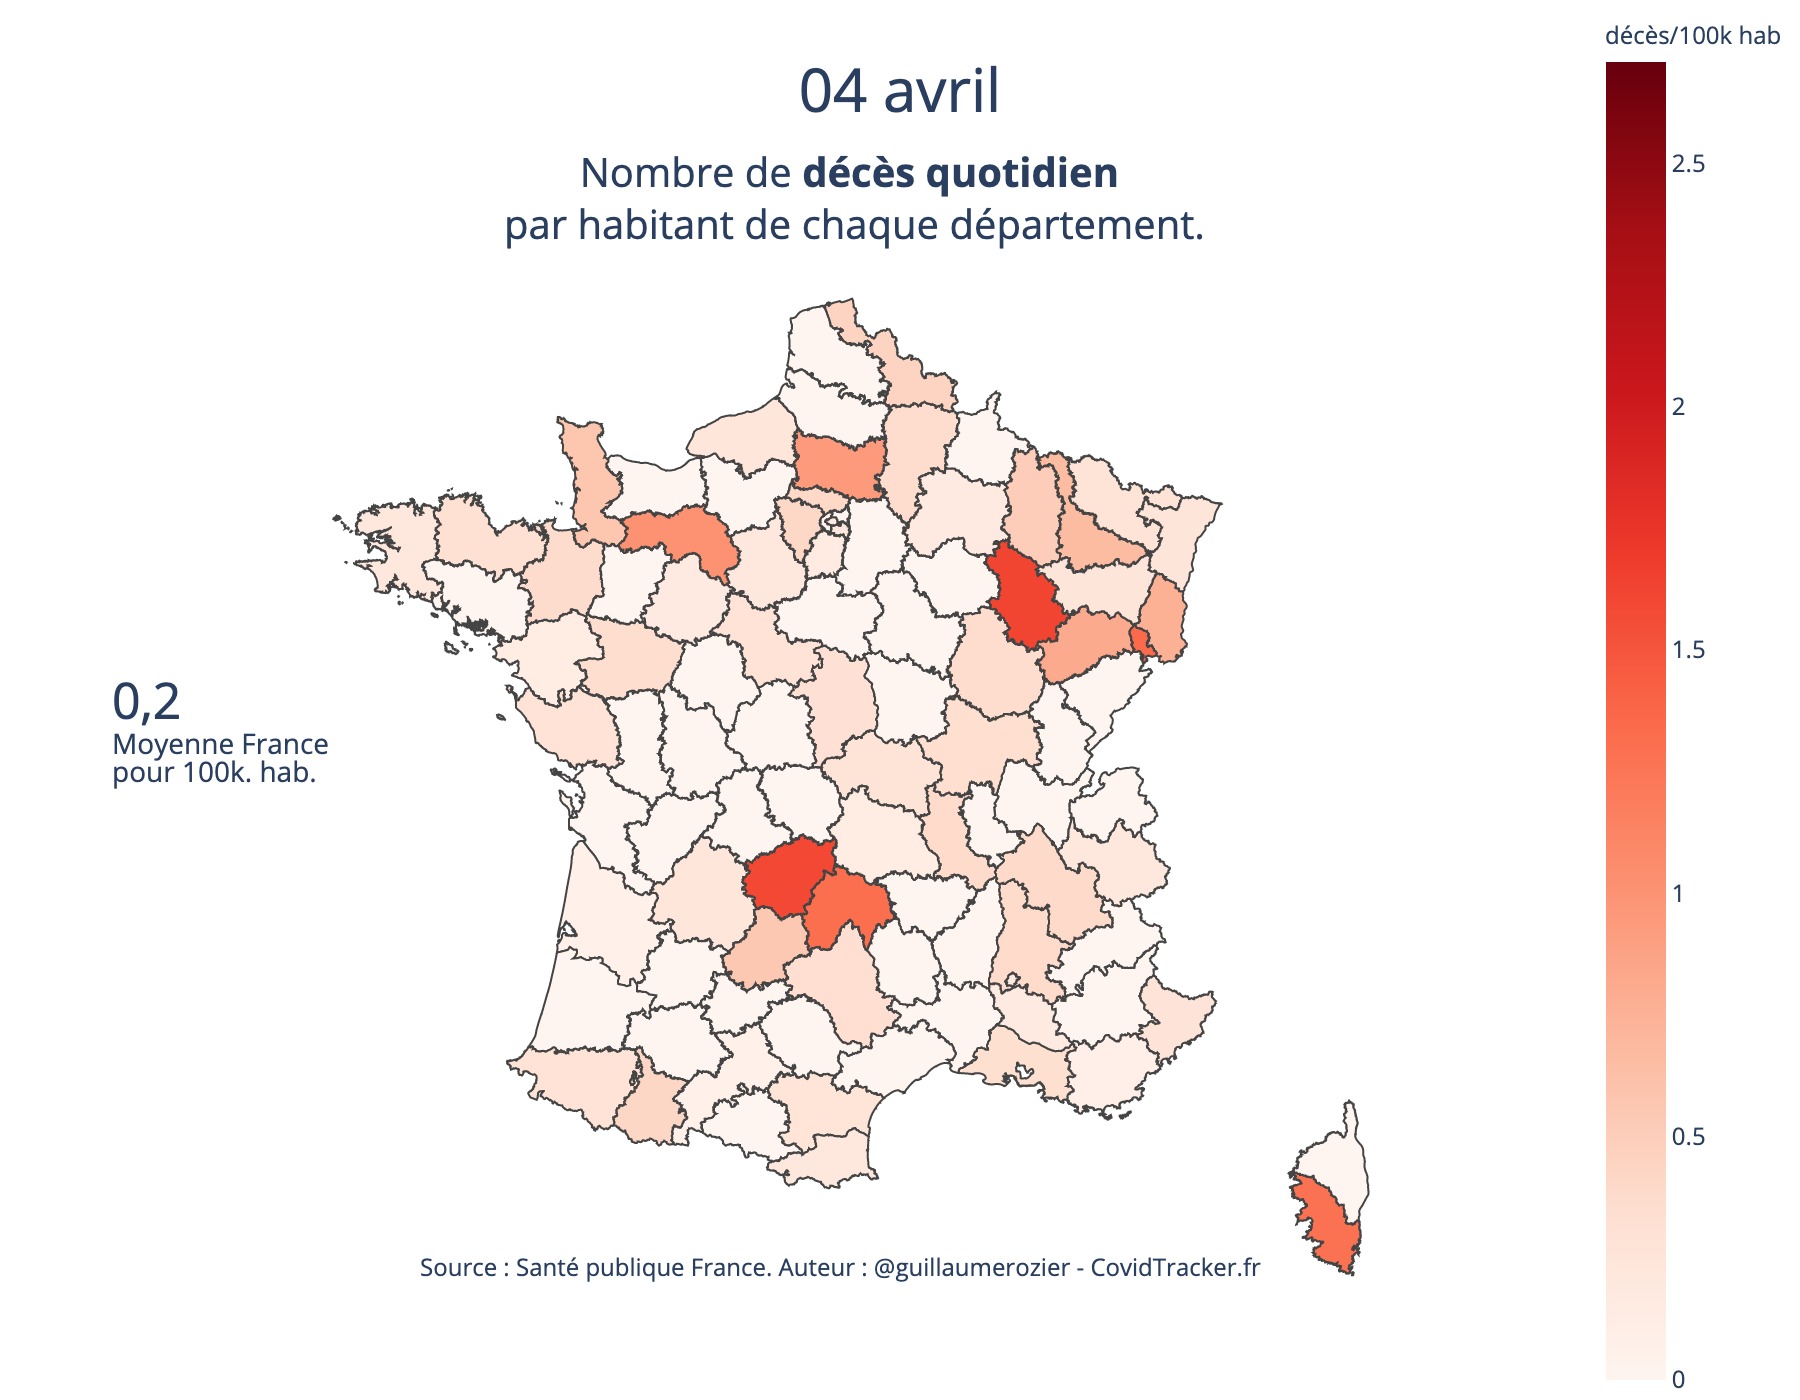 décès/100k hab
04 avril
Nombre de décès quotidien
par habitant de chaque département.
2.5
2
1.5
1
0.5
0
0,2
Moyenne France
pour 100k. hab.
Source : Santé publique France. Auteur : @guillaumerozier - CovidTracker.fr